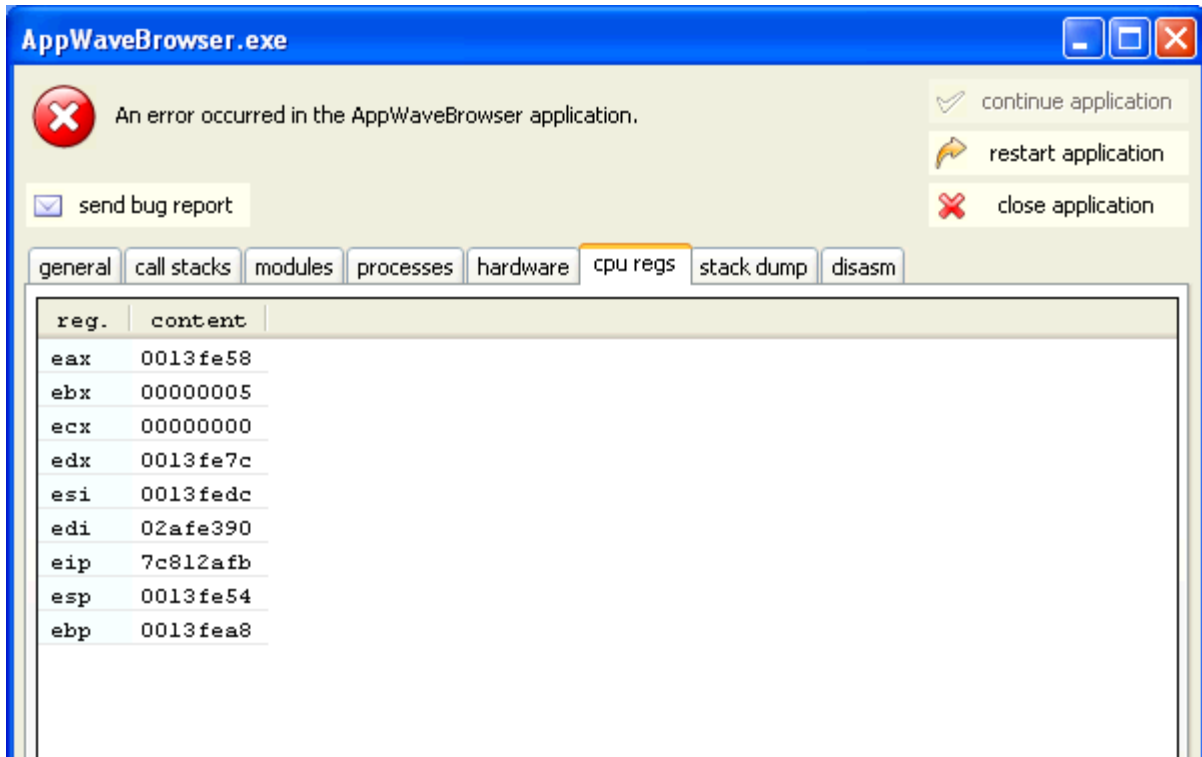 AppWaveBrowser.exe
An error occurred in the AppWaveBrowser application.
continue application
restart application
send bug report
close application
general call stacks modules processes hardware cpu regs stack dump disasm
reg. content
eax 0013fe58
ebx 00000005
ecx 00000000
edx 0013fe7c
esi 0013fedc
edi 02afe390
eip 7c812afb
esp 0013fe54
ebp 0013fea8